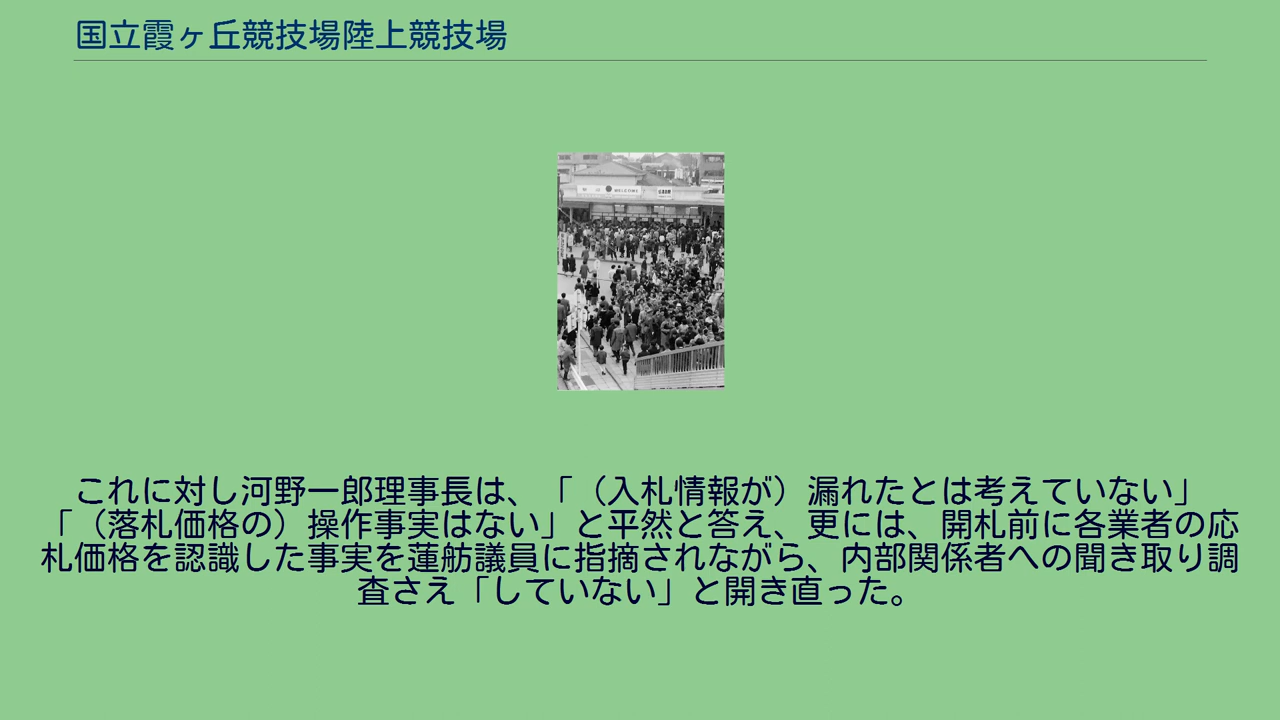 国立霞ヶ丘競技場陸上競技場
WELCOME
これに対し河野一郎理事長は、「（入札情報が）漏れたとは考えていない」
「（落札価格の）操作事実はない」と平然と答え、更には、開札前に各業者の応
札価格を認識した事実を蓮舫議員に指摘されながら、内部関係者への聞き取り調
査さえ「していない」と開き直った。